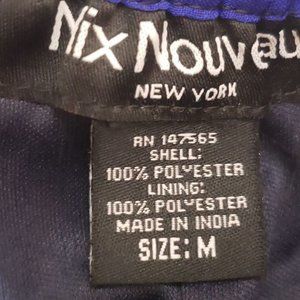 Nix Nouveau
NEW YORK
RN 147565
SHELL:
100% POLYESTER
LINING:
100% POLYESTER
MADE IN INDIA
SIZE: M